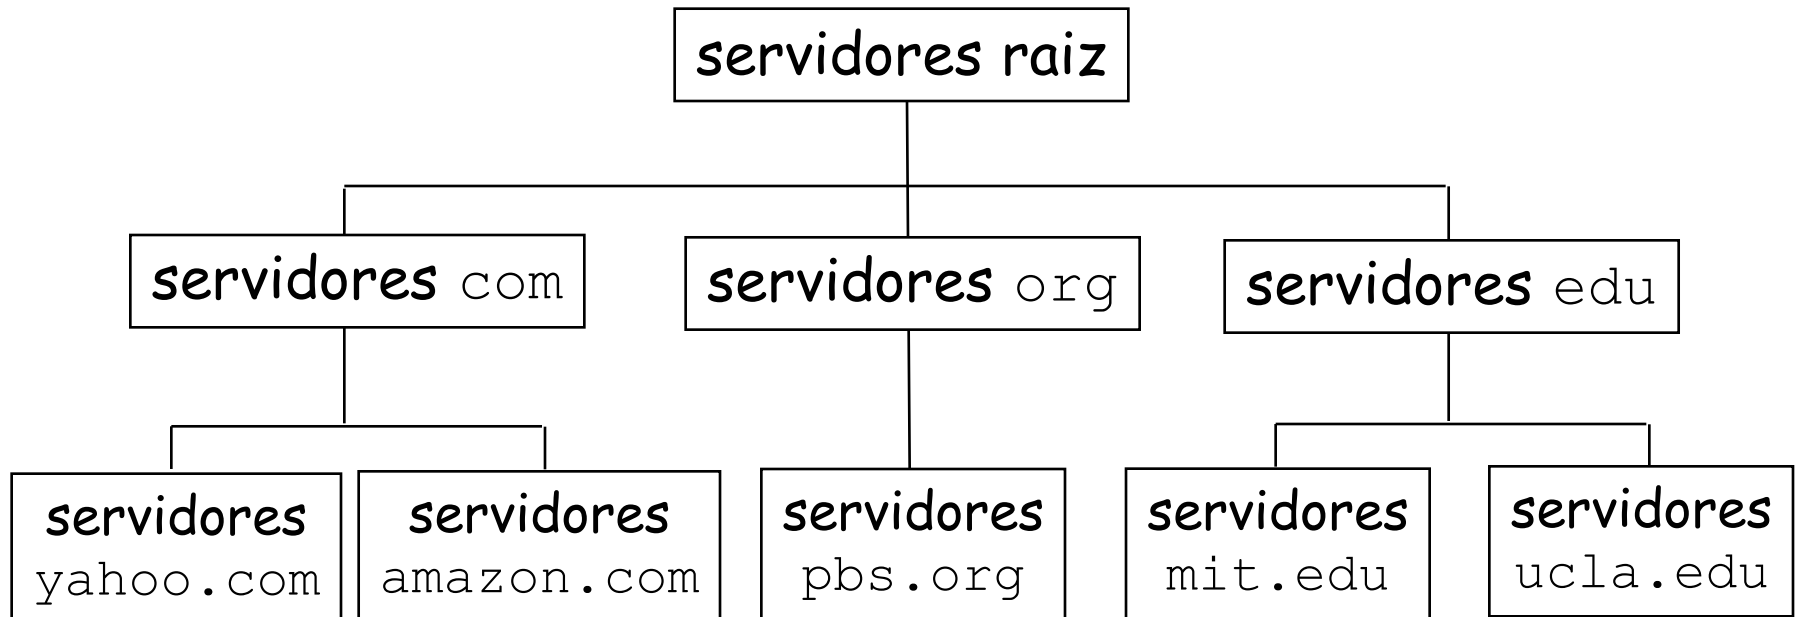 servidores raiz
servidores com
servidores org
servidores edu
servidores
yahoo.com
servidores
amazon.com
servidores
pbs.org
servidores
mit.edu
servidores
ucla.edu